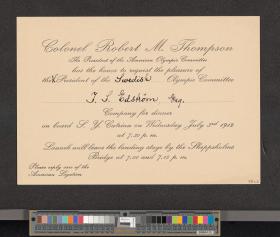 Colonel Robert M. Thompson
The President of the American Olympic Committee
has the honor to request the pleasure of
the President of the Swedish Olympic Committee
J. S. Edström Esq.
Company for dinner
on board S. Y. Catrina on Wednesday July 3rd 1912
at 7.30 p. m.
Launch will leave the landing stage by the Skeppsholms
Bridge at 7.00 and 7.15 p. m.
Please reply one of the
American Legation